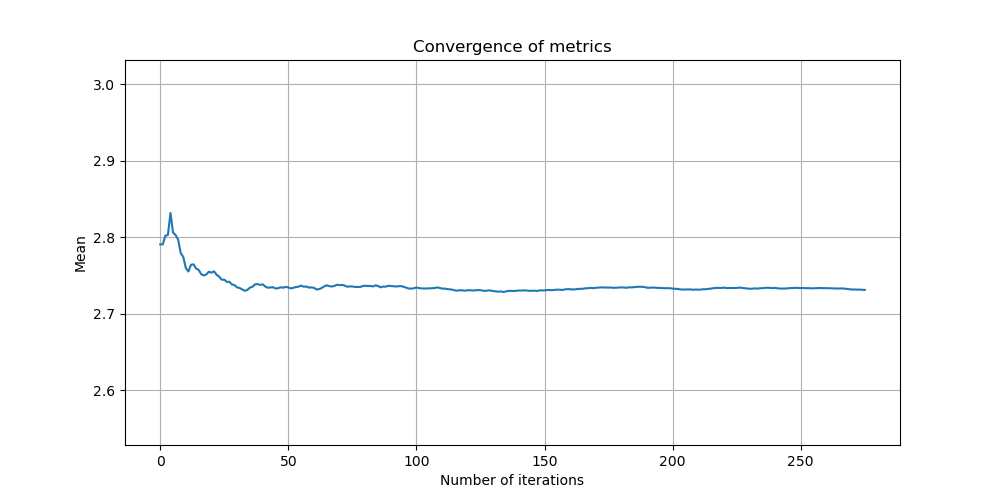 Convergence of metrics
3.0
2.9
2.8
2.7
2.6
Mean
0 50 100 150 200 250
Number of iterations